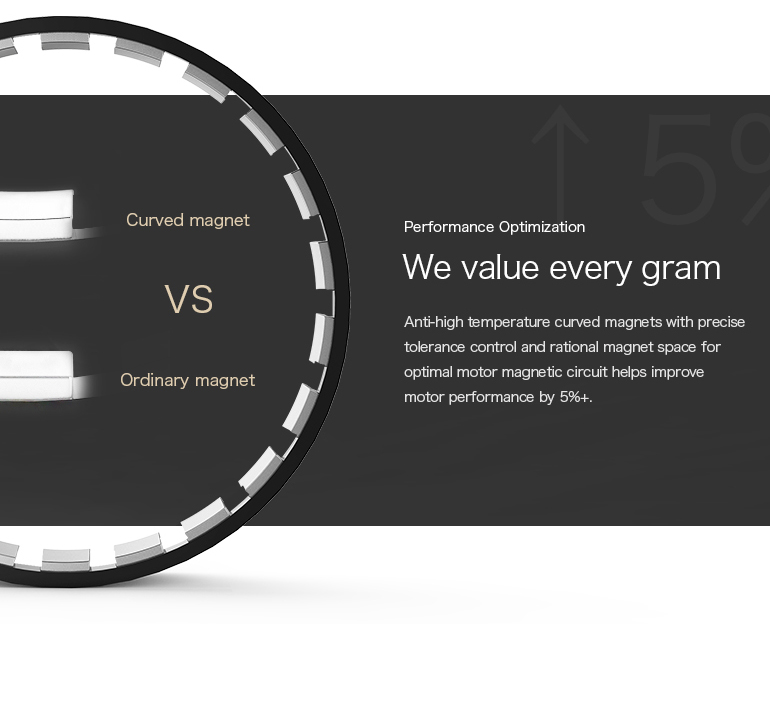 ↑ 5%
Curved magnet
VS
Ordinary magnet
Performance Optimization
We value every gram
Anti-high temperature curved magnets with precise
tolerance control and rational magnet space for
optimal motor magnetic circuit helps improve
motor performance by 5%+.